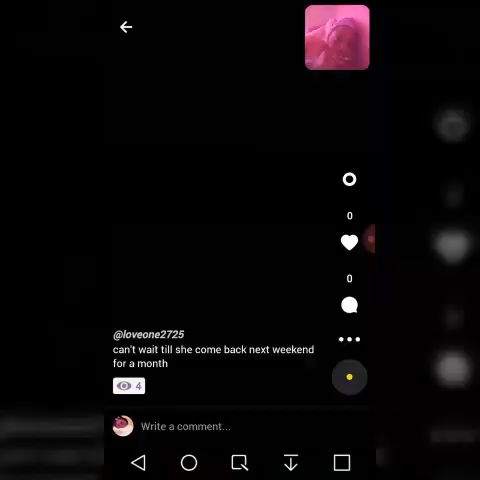 0
0
@loveone2725
can't wait till she come back next weekend
for a month
4
Write a comment...